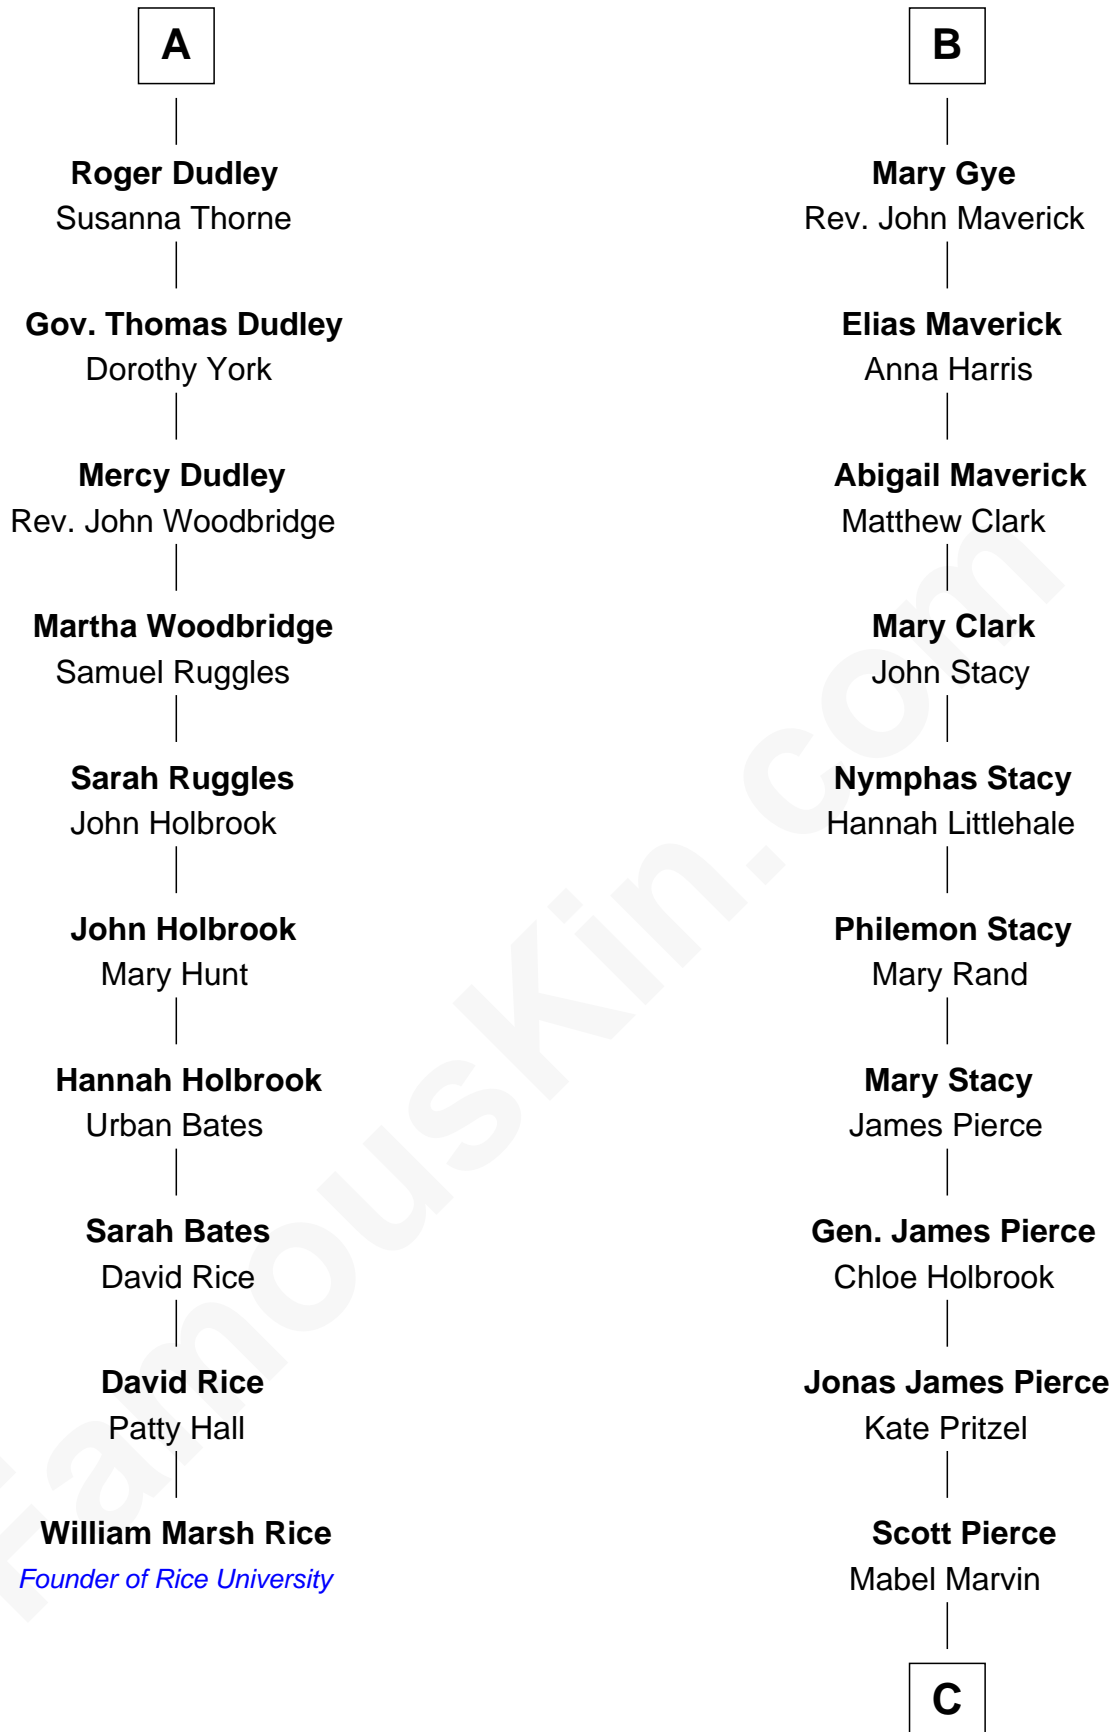 A
Roger Dudley
Susanna Thorne
Gov. Thomas Dudley
Dorothy York
Mercy Dudley
Rev. John Woodbridge
Martha Woodbridge
Samuel Ruggles
Sarah Ruggles
John Holbrook
John Holbrook
Mary Hunt
Hannah Holbrook
Urban Bates
Sarah Bates
David Rice
David Rice
Patty Hall
William Marsh Rice
Founder of Rice University
B
Mary Gye
Rev. John Maverick
Elias Maverick
Anna Harris
Abigail Maverick
Matthew Clark
Mary Clark
John Stacy
Nymphas Stacy
Hannah Littlehale
Philemon Stacy
Mary Rand
Mary Stacy
James Pierce
Gen. James Pierce
Chloe Holbrook
Jonas James Pierce
Kate Pritzel
Scott Pierce
Mabel Marvin
C
FamousKin.com